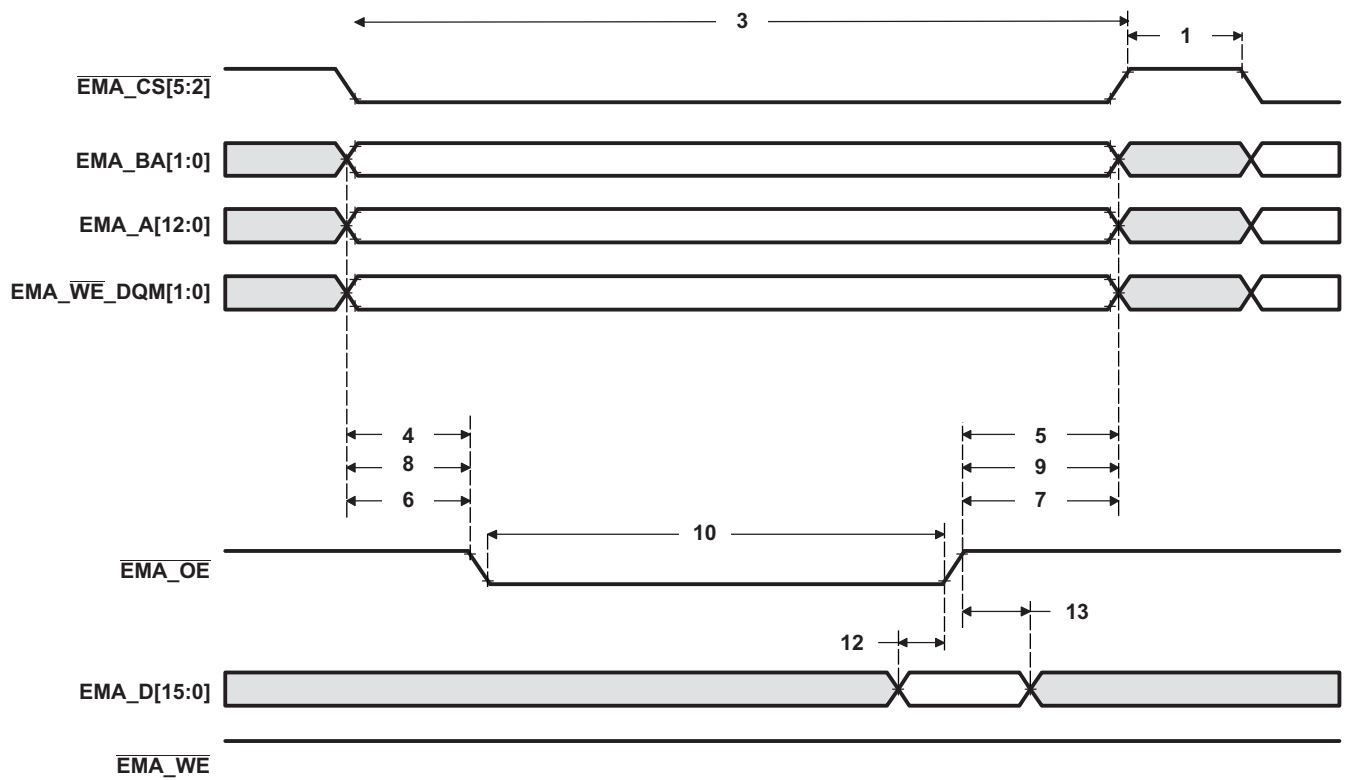 3
1
EMA_CS[5:2]
EMA_BA[1:0]
EMA_A[12:0]
EMA_WE_DQM[1:0]
4
5
8
9
6
7
10
EMA_OE
13
12
EMA_D[15:0]
EMA_WE